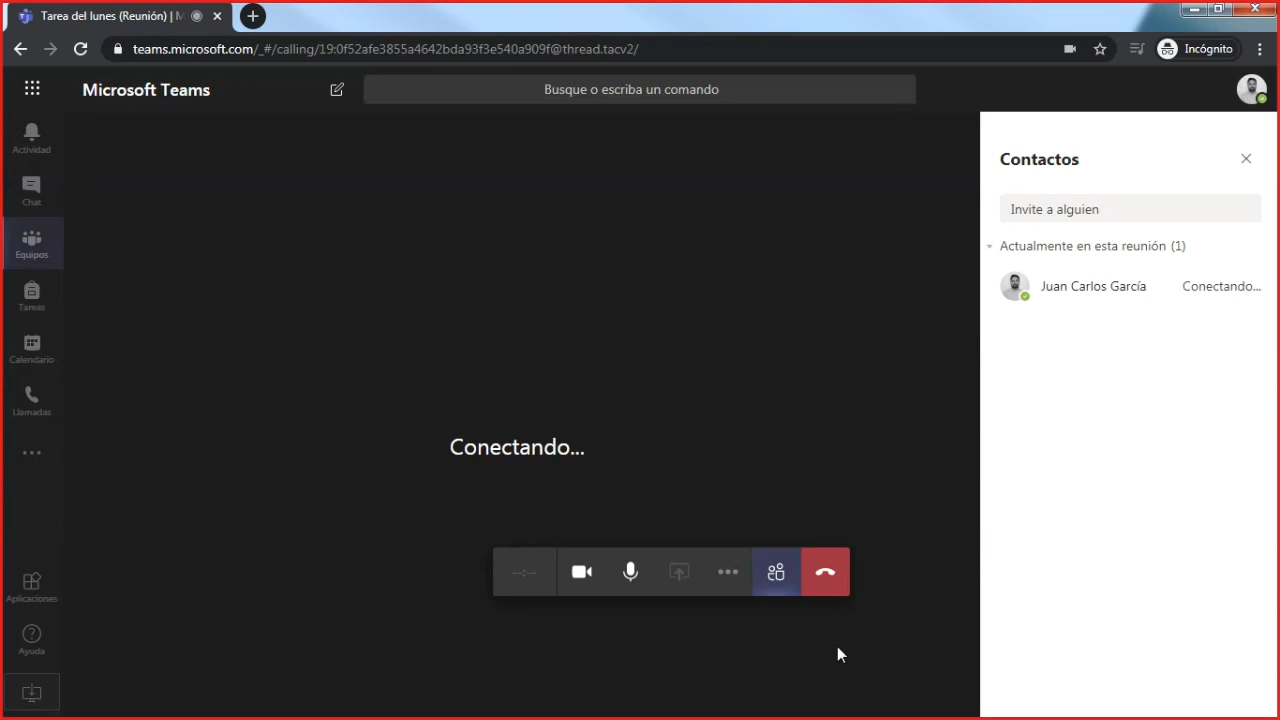 Tarea del lunes (Reunión) | M
teams.microsoft.com/_#/calling/19:0f52afe3855a4642bda93f3e540a909f@thread.tacv2/
Incógnito
Microsoft Teams
Busque o escriba un comando
Actividad
Chat
Equipos
Tareas
Calendario
Llamadas
Aplicaciones
Ayuda
Conectando...
--:--
Contactos
Invite a alguien
Actualmente en esta reunión (1)
Juan Carlos García Conectando...